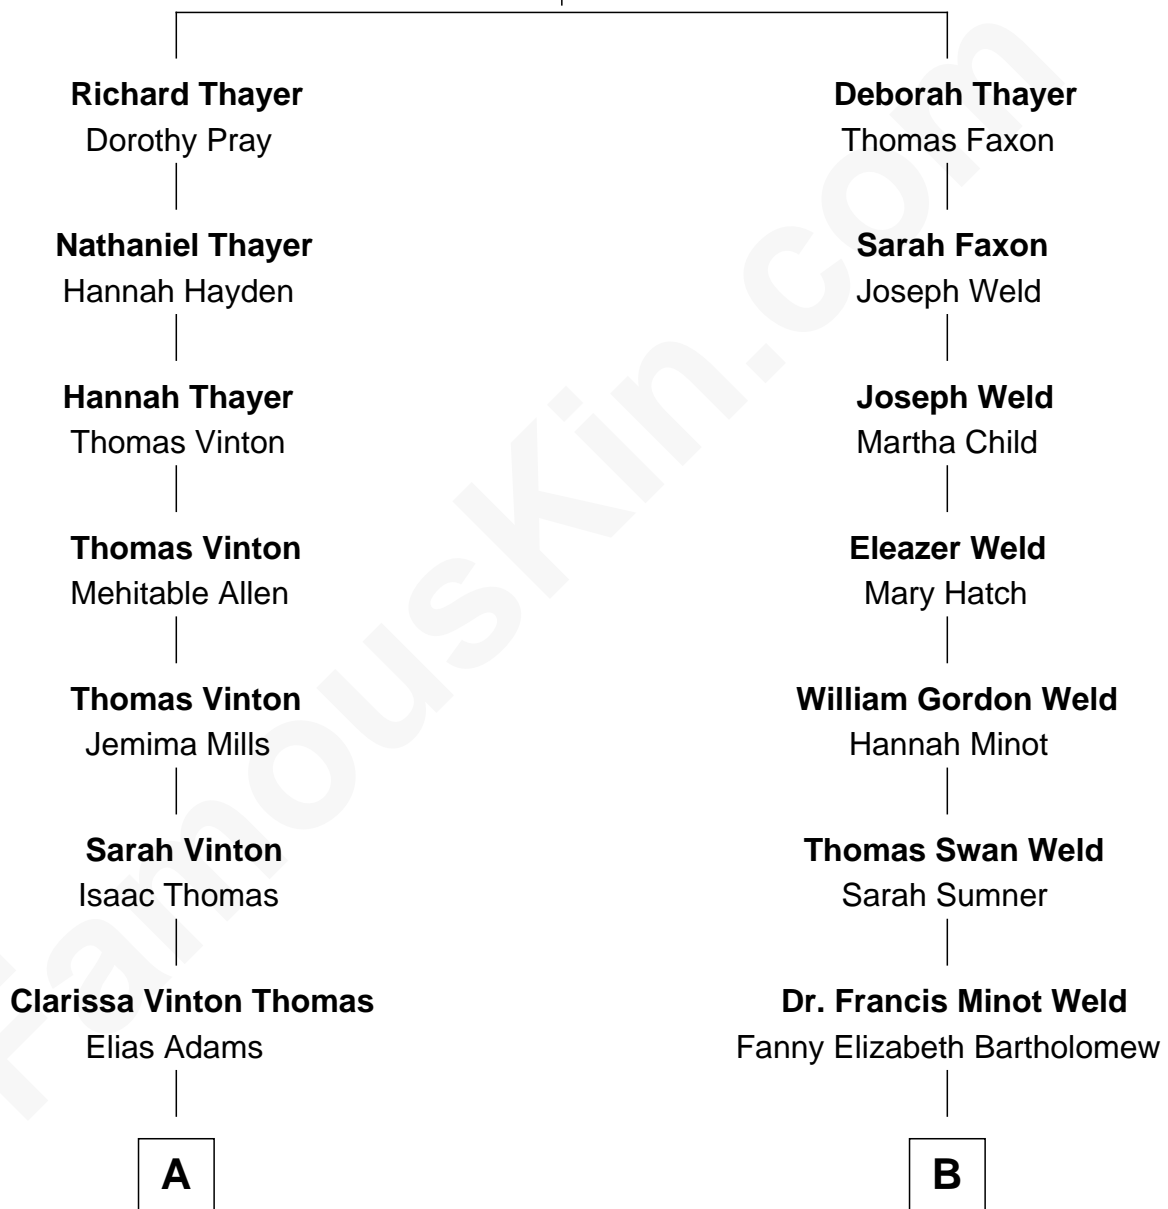 Richard Thayer
Dorothy Pray
Nathaniel Thayer
Hannah Hayden
Hannah Thayer
Thomas Vinton
Thomas Vinton
Mehitable Allen
Thomas Vinton
Jemima Mills
Sarah Vinton
Isaac Thomas
Clarissa Vinton Thomas
Elias Adams
A
Deborah Thayer
Thomas Faxon
Sarah Faxon
Joseph Weld
Joseph Weld
Martha Child
Eleazer Weld
Mary Hatch
William Gordon Weld
Hannah Minot
Thomas Swan Weld
Sarah Sumner
Dr. Francis Minot Weld
Fanny Elizabeth Bartholomew
B
FamousKin.com